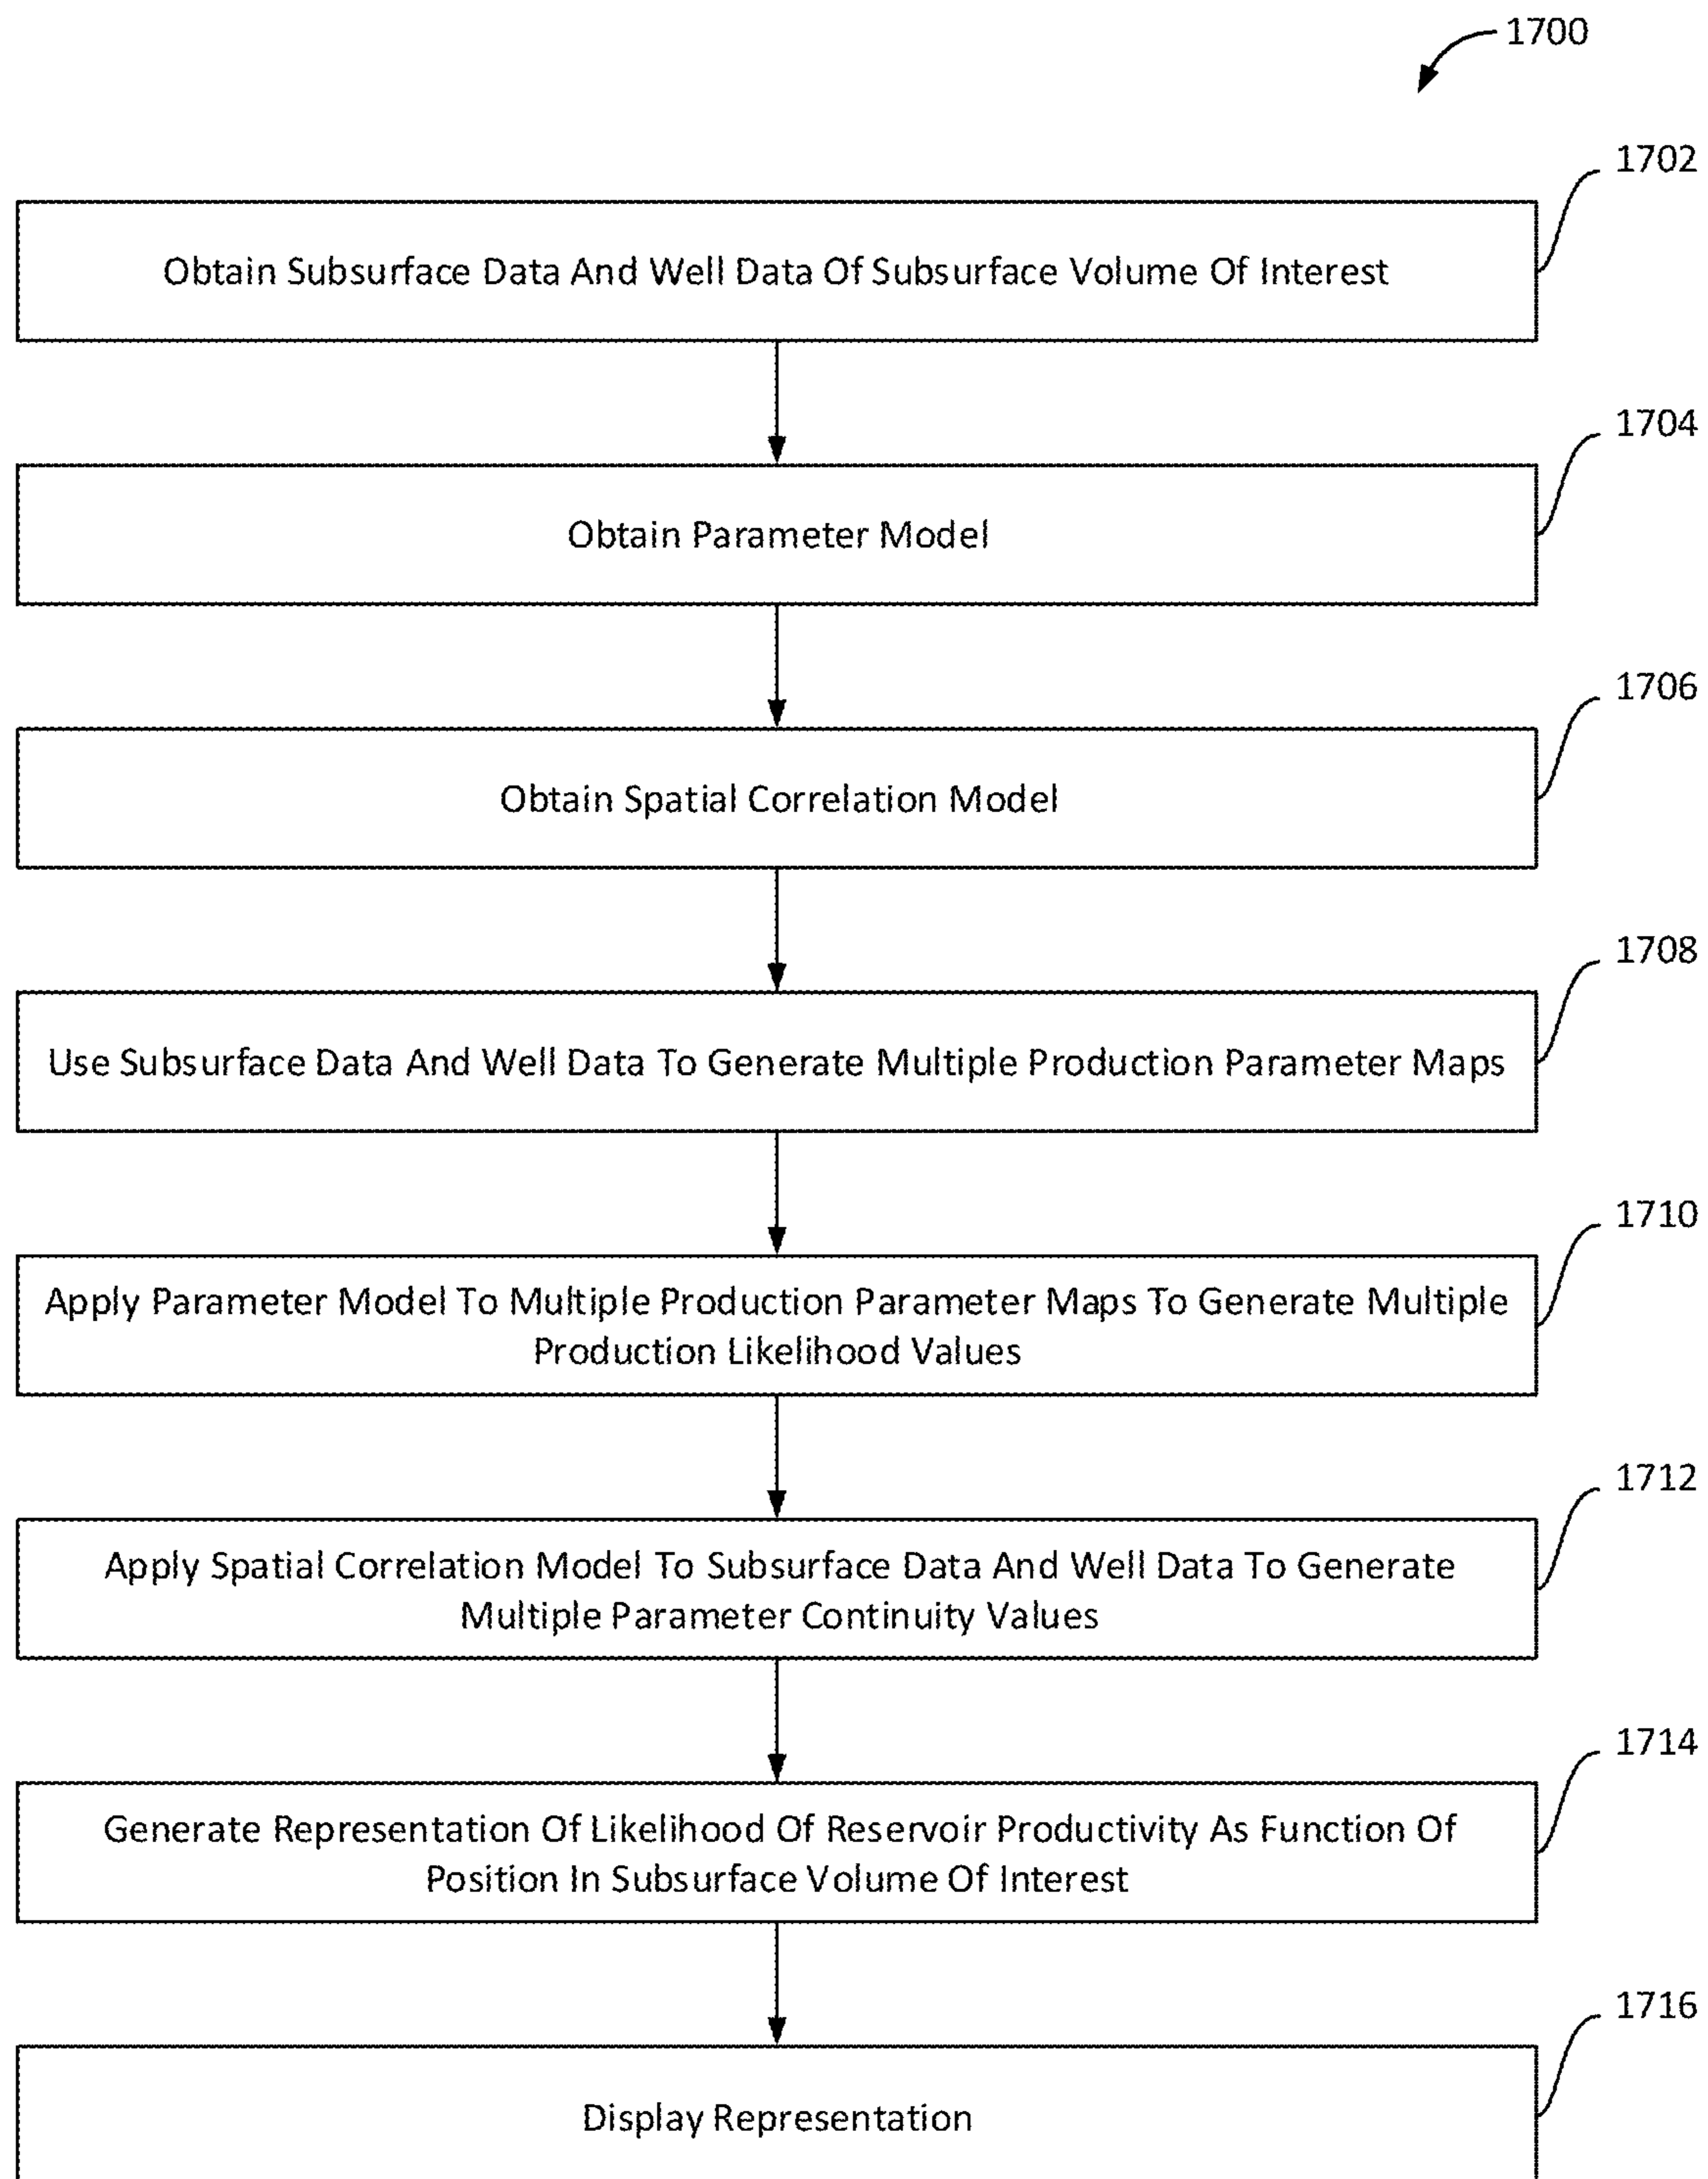 1700
1702
Obtain Subsurface Data And Well Data Of Subsurface Volume Of Interest
1704
Obtain Parameter Model
1706
Obtain Spatial Correlation Model
1708
Use Subsurface Data And Well Data To Generate Multiple Production Parameter Maps
1710
Apply Parameter Model To Multiple Production Parameter Maps To Generate Multiple
Production Likelihood Values
1712
Apply Spatial Correlation Model To Subsurface Data And Well Data To Generate
Multiple Parameter Continuity Values
1714
Generate Representation Of Likelihood Of Reservoir Productivity As Function Of
Position In Subsurface Volume Of Interest
1716
Display Representation